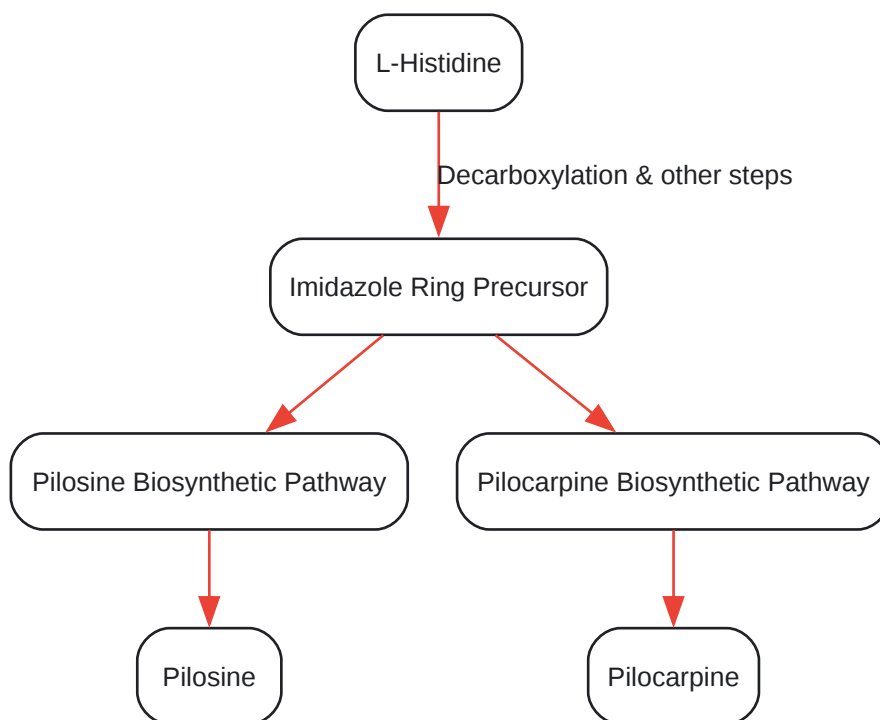 L-Histidine
Decarboxylation & other steps
Imidazole Ring Precursor
Pilosine Biosynthetic Pathway
Pilocarpine Biosynthetic Pathway
Pilosine
Pilocarpine